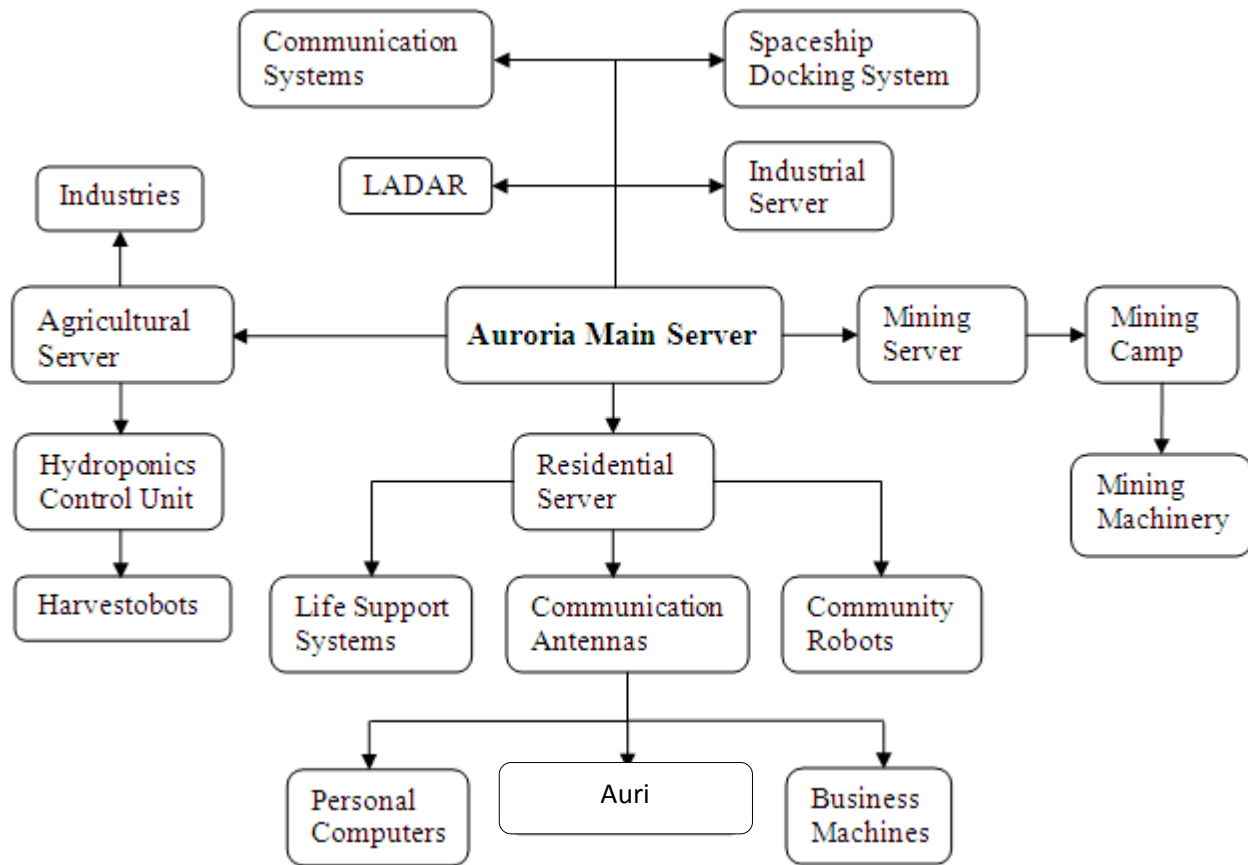 Communication
Systems
Spaceship
Docking System
LADAR
Industrial
Server
Industries
Agricultural
Server
Auroria Main Server
Mining
Server
Mining
Camp
Hydroponics
Control Unit
Residential
Server
Mining
Machinery
Harvestobots
Life Support
Systems
Communication
Antennas
Community
Robots
Personal
Computers
Auri
Business
Machines